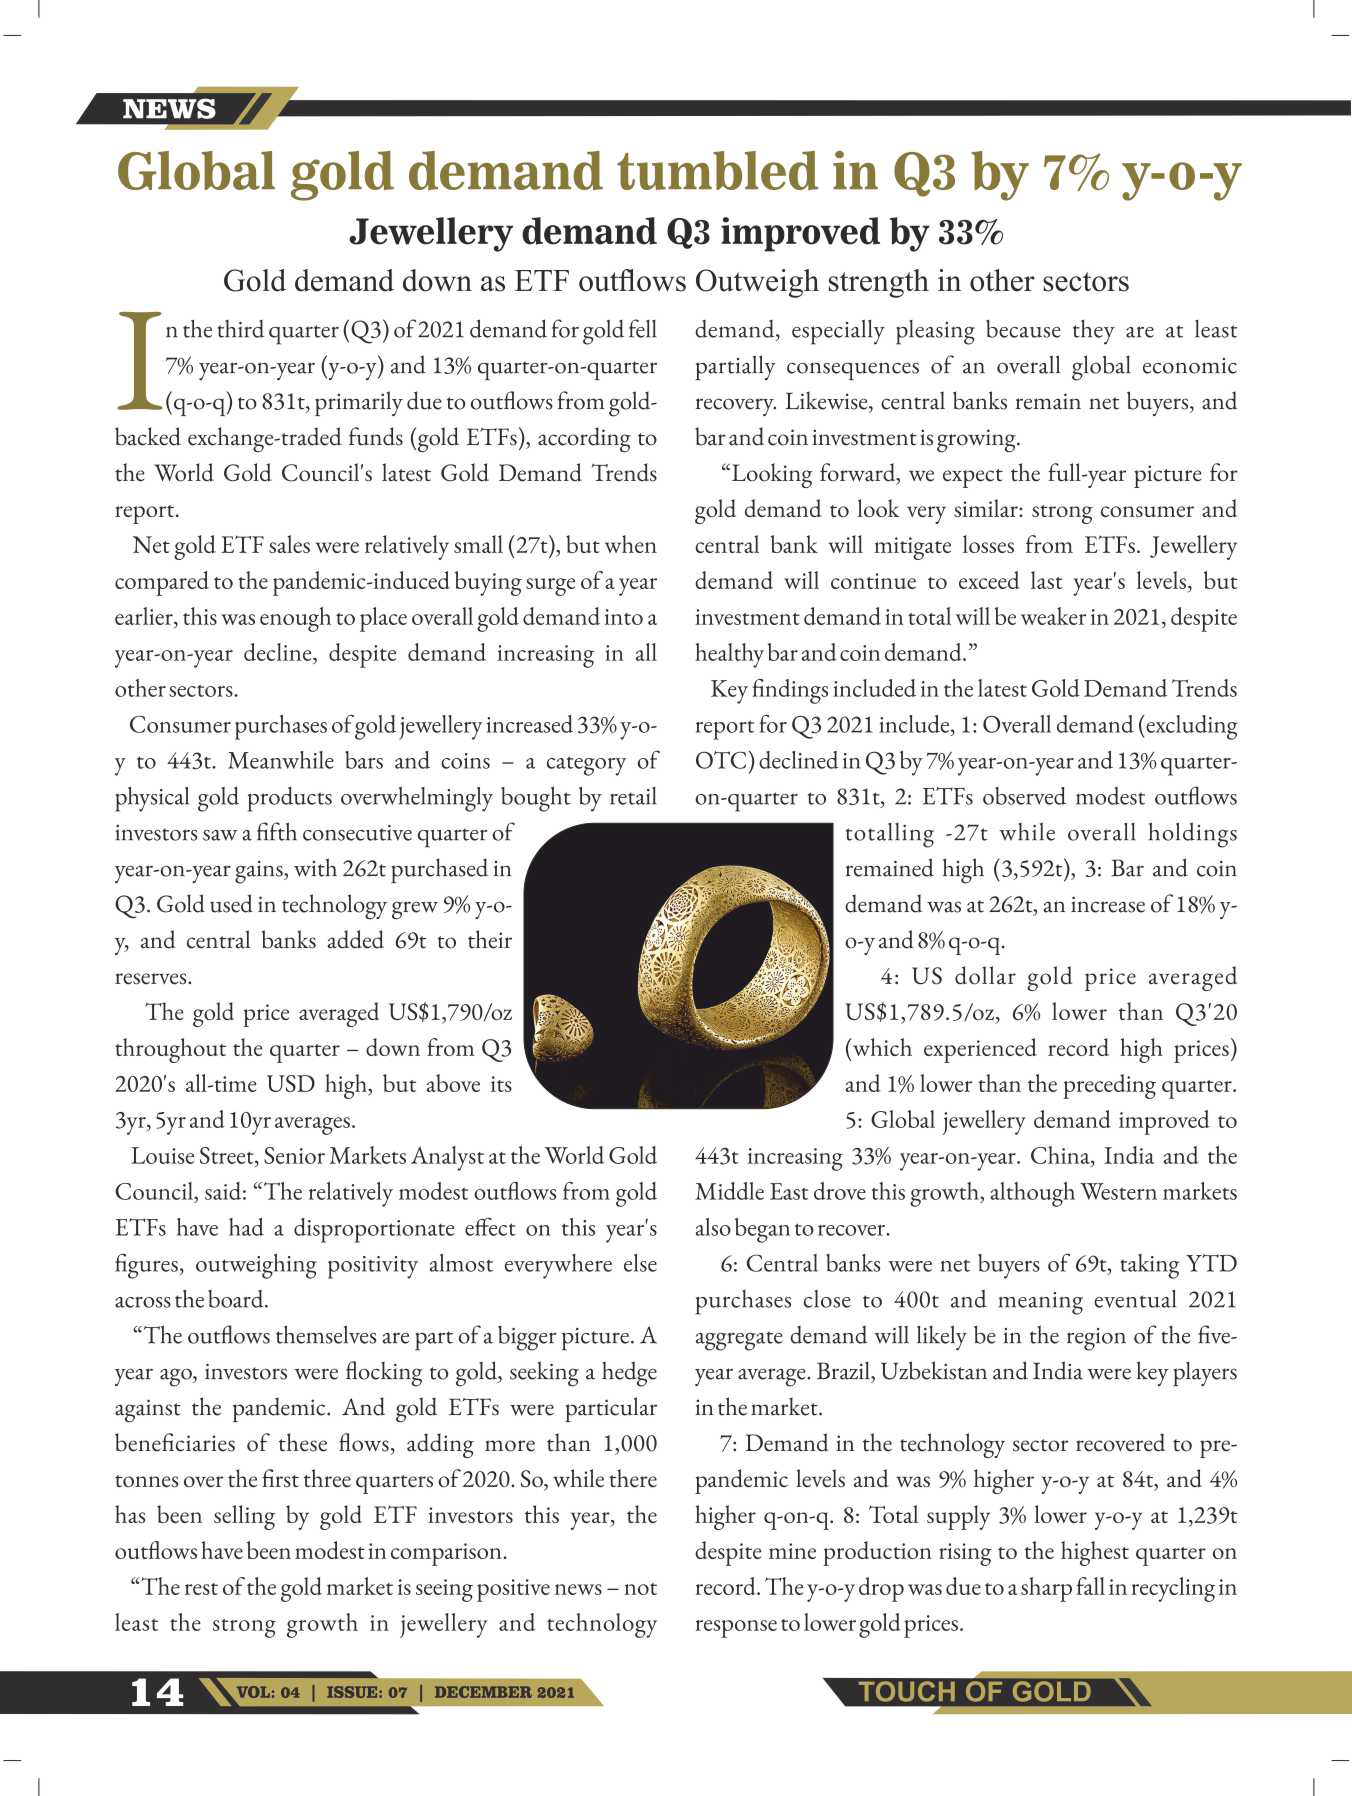 NEWS
Global gold demand tumbled in Q3 by 7% y-o-y
Jewellery demand Q3 improved by 33%
Gold demand down as ETF outflows Outweigh strength in other sectors
In the third quarter (Q3) of 2021 demand for gold fell
7% year-on-year (y-o-y) and 13% quarter-on-quarter
(q-o-q) to 831t, primarily due to outflows from gold-
backed exchange-traded funds (gold ETFs), according to
the World Gold Council's latest Gold Demand Trends
report.
Net gold ETF sales were relatively small (27t), but when
compared to the pandemic-induced buying surge of a year
earlier, this was enough to place overall gold demand into a
year-on-year decline, despite demand increasing in all
other sectors.
Consumer purchases of gold jewellery increased 33% y-o-
y to 443t. Meanwhile bars and coins – a category of
physical gold products overwhelmingly bought by retail
investors saw a fifth consecutive quarter of
year-on-year gains, with 262t purchased in
Q3. Gold used in technology grew 9% y-o-
y, and central banks added 69t to their
reserves.
The gold price averaged US$1,790/oz
throughout the quarter – down from Q3
2020's all-time USD high, but above its
3yr, 5yr and 10yr averages.
Louise Street, Senior Markets Analyst at the World Gold
Council, said: “The relatively modest outflows from gold
ETFs have had a disproportionate effect on this year's
figures, outweighing positivity almost everywhere else
across the board.
“The outflows themselves are part of a bigger picture. A
year ago, investors were flocking to gold, seeking a hedge
against the pandemic. And gold ETFs were particular
beneficiaries of these flows, adding more than 1,000
tonnes over the first three quarters of 2020. So, while there
has been selling by gold ETF investors this year, the
outflows have been modest in comparison.
“The rest of the gold market is seeing positive news – not
least the strong growth in jewellery and technology
demand, especially pleasing because they are at least
partially consequences of an overall global economic
recovery. Likewise, central banks remain net buyers, and
bar and coin investment is growing.
“Looking forward, we expect the full-year picture for
gold demand to look very similar: strong consumer and
central bank will mitigate losses from ETFs. Jewellery
demand will continue to exceed last year's levels, but
investment demand in total will be weaker in 2021, despite
healthy bar and coin demand.”
Key findings included in the latest Gold Demand Trends
report for Q3 2021 include, 1: Overall demand (excluding
OTC) declined in Q3 by 7% year-on-year and 13% quarter-
on-quarter to 831t, 2: ETFs observed modest outflows
totalling -27t while overall holdings
remained high (3,592t), 3: Bar and coin
demand was at 262t, an increase of 18% y-
o-y and 8% q-o-q.
4: US dollar gold price averaged
US$1,789.5/oz, 6% lower than Q3'20
(which experienced record high prices)
and 1% lower than the preceding quarter.
5: Global jewellery demand improved to
443t increasing 33% year-on-year. China, India and the
Middle East drove this growth, although Western markets
also began to recover.
6: Central banks were net buyers of 69t, taking YTD
purchases close to 400t and meaning eventual 2021
aggregate demand will likely be in the region of the five-
year average. Brazil, Uzbekistan and India were key players
in the market.
7: Demand in the technology sector recovered to pre-
pandemic levels and was 9% higher y-o-y at 84t, and 4%
higher q-on-q. 8: Total supply 3% lower y-o-y at 1,239t
despite mine production rising to the highest quarter on
record. The y-o-y drop was due to a sharp fall in recycling in
response to lower gold prices.
14 VOL: 04 | ISSUE: 07 | DECEMBER 2021
TOUCH OF GOLD